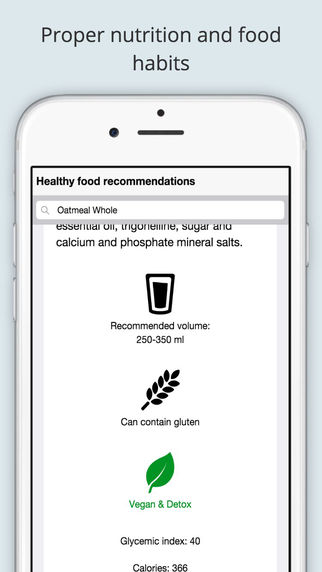 Proper nutrition and food
habits
Healthy food recommendations
Oatmeal Whole
essential oil, trigonelline, sugar and
calcium and phosphate mineral salts.
Recommended volume:
250-350 ml
Can contain gluten
Vegan & Detox
Glycemic index: 40
Calories: 366